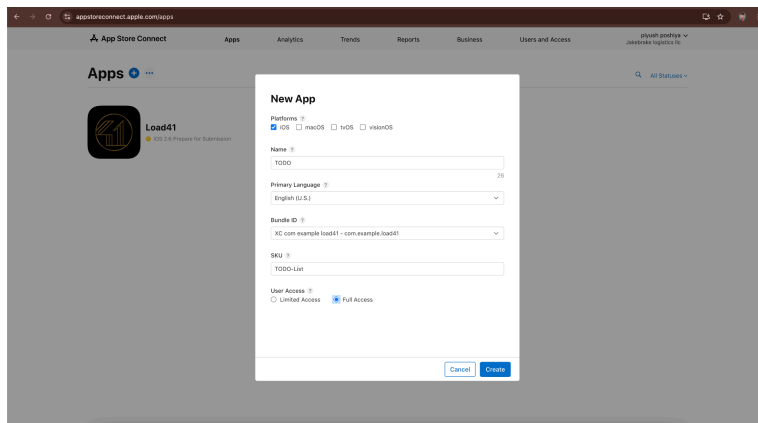 appstoreconnect.apple.com/apps
App Store Connect Apps Analytics Trends Reports Business Users and Access piyush poshiya
Jakebrake logistics llc
Apps
All Statuses
Load41
iOS 2.6 Prepare for Submission
New App
Platforms ?
iOS macOS tvOS visionOS
Name ?
TODO
26
Primary Language ?
English (U.S.)
Bundle ID ?
XC com example load41 - com.example.load41
SKU ?
TODO-List
User Access ?
Limited Access Full Access
Cancel Create